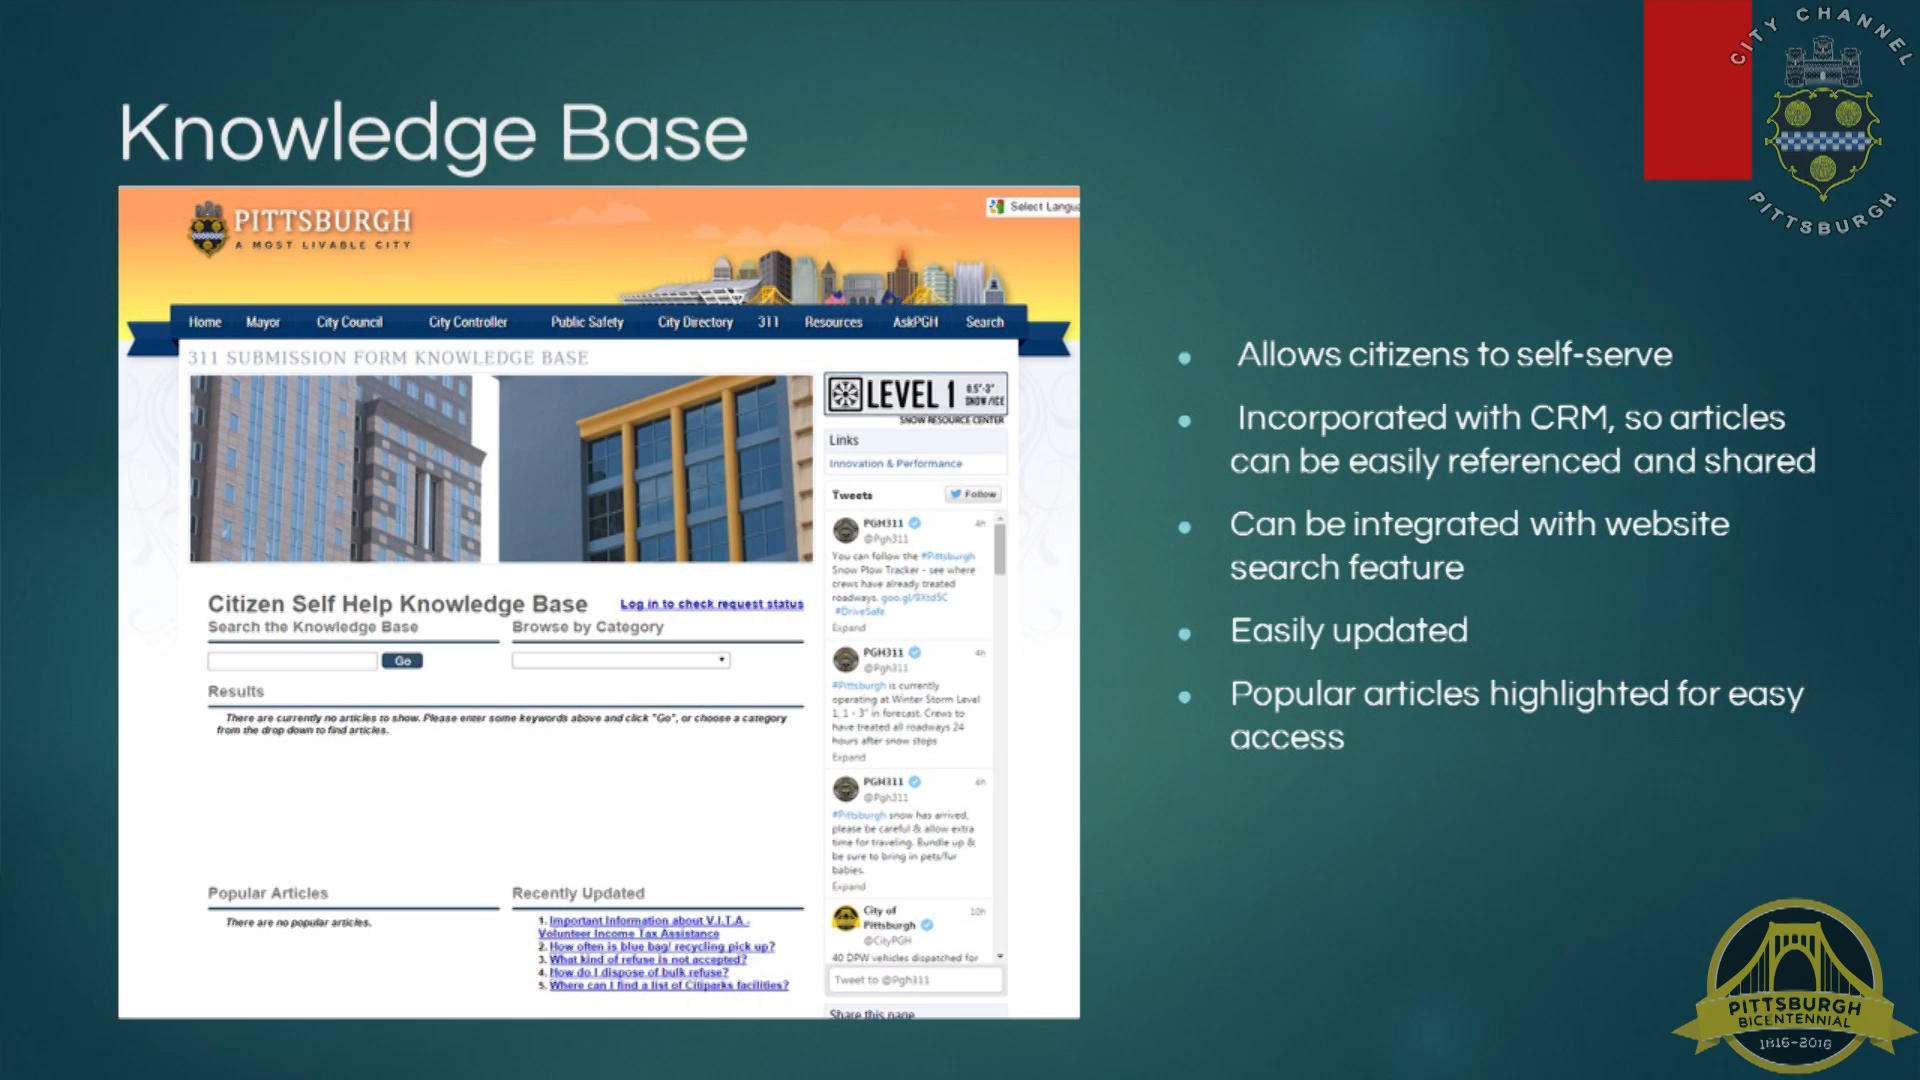 CITY CHANNEL
PITTSBURGH
Knowledge Base
PITTSBURGH
A MOST LIVABLE CITY
Select Langua
Home Mayor City Council City Controller Public Safety City Directory 311 Resources AskPGH Search
311 SUBMISSION FORM KNOWLEDGE BASE
LEVEL 1 0.5"-3"
SNOW/ICE
SNOW RESOURCE CENTER
Links
Innovation & Performance
Tweets Follow
PGH311 4h
@Pgh311
You can follow the #Pittsburgh
Snow Plow Tracker - see where
crews have already treated
roadways. goo.gl/9Xtd5C
#DriveSafe
Expand
PGH311 4h
@Pgh311
#Pittsburgh is currently
operating at Winter Storm Level
1, 1 - 3" in forecast. Crews to
have treated all roadways 24
hours after snow stops
Expand
PGH311 4h
@Pgh311
#Pittsburgh snow has arrived,
please be careful & allow extra
time for traveling. Bundle up &
be sure to bring in pets/fur
babies.
Expand
City of
Pittsburgh 10h
@CityPGH
40 DPW vehicles dispatched for
Tweet to @Pgh311
Share this page
Citizen Self Help Knowledge Base Log in to check request status
Search the Knowledge Base Browse by Category
Go
Results
There are currently no articles to show. Please enter some keywords above and click "Go", or choose a category
from the drop down to find articles.
Popular Articles
There are no popular articles.
Recently Updated
1. Important Information about V.I.T.A -
Volunteer Income Tax Assistance
2. How often is blue bag/ recycling pick up?
3. What kind of refuse is not accepted?
4. How do I dispose of bulk refuse?
5. Where can I find a list of Citiparks facilities?
• Allows citizens to self-serve
• Incorporated with CRM, so articles
can be easily referenced and shared
• Can be integrated with website
search feature
• Easily updated
• Popular articles highlighted for easy
access
PITTSBURGH
BICENTENNIAL
1816-2016